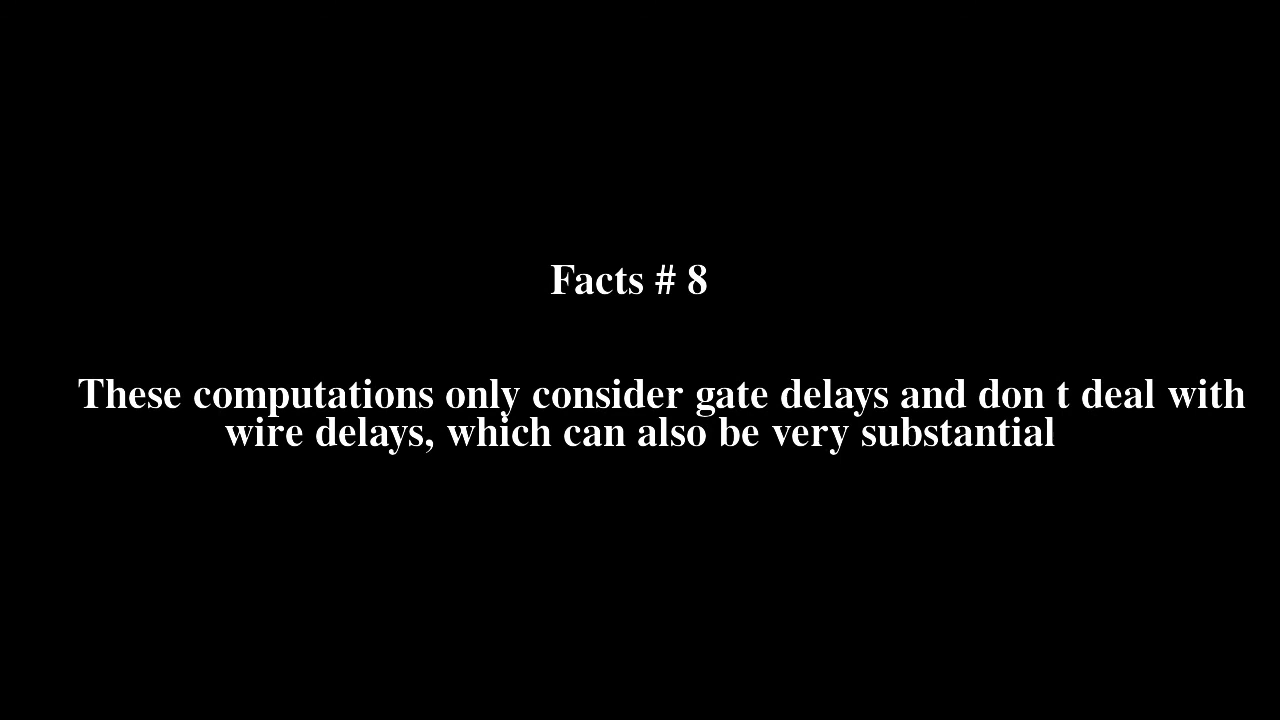 Facts # 8
These computations only consider gate delays and don t deal with
wire delays, which can also be very substantial